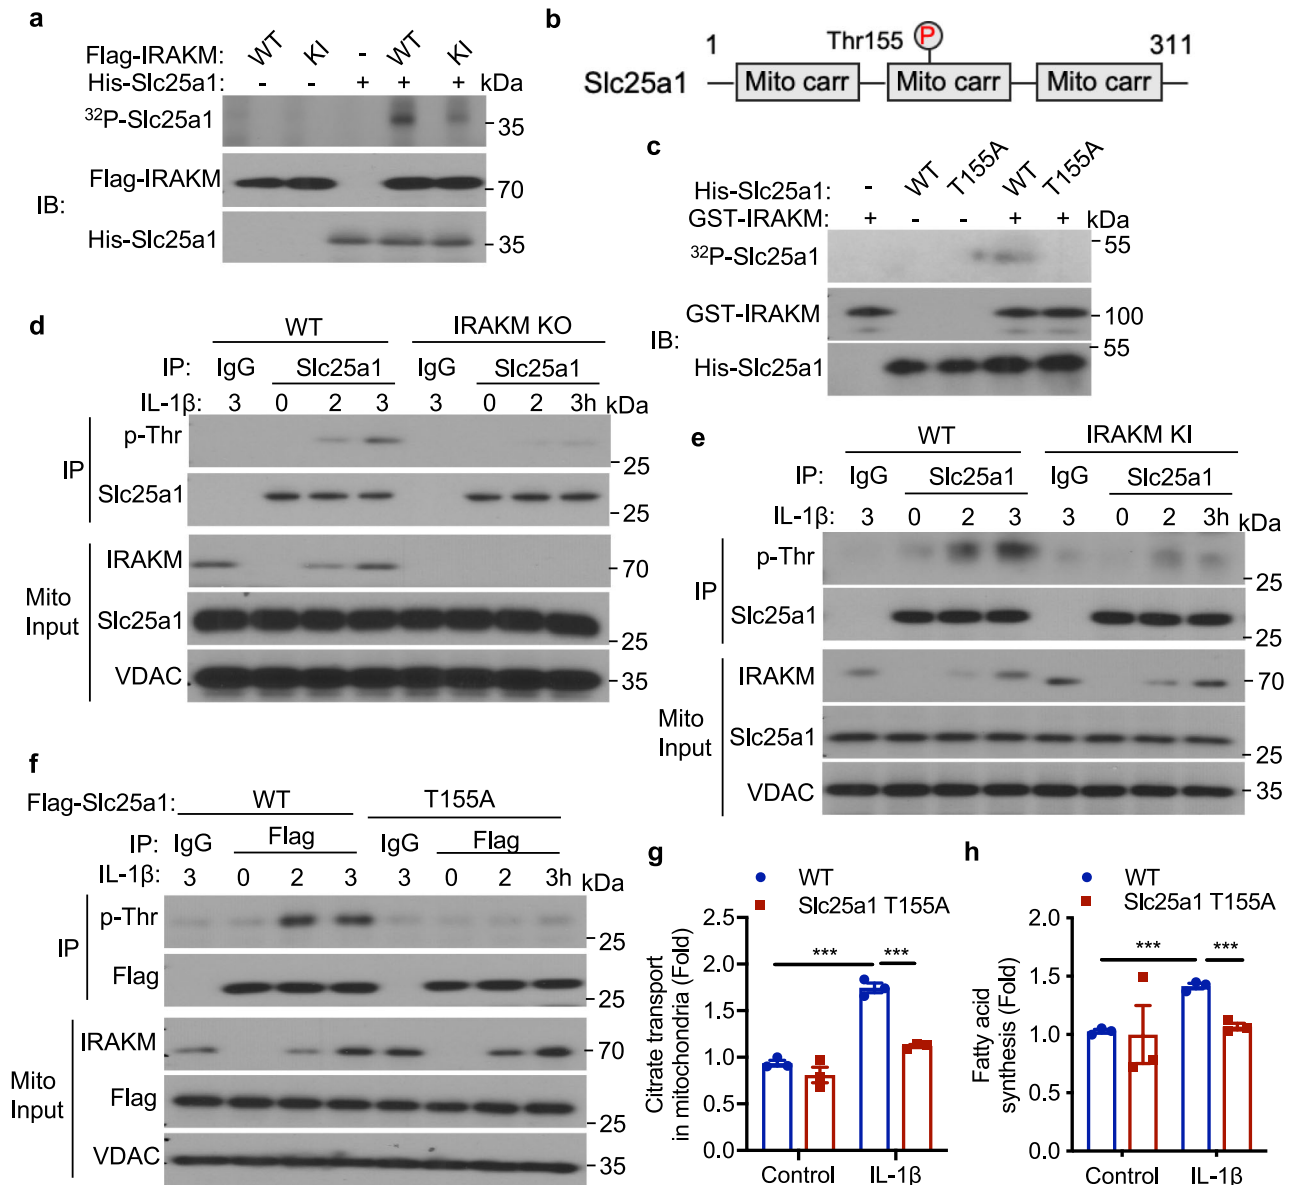 a
Flag-IRAKM: WT KI - WT KI
His-Slc25a1: - - + + + kDa
32P-Slc25a1
35
IB:
Flag-IRAKM
70
His-Slc25a1
35
b
1 Thr155 P 311
Slc25a1 Mito carr Mito carr Mito carr
c
His-Slc25a1: - WT T155A WT T155A
GST-IRAKM: + - - + + kDa
32P-Slc25a1
55
IB:
GST-IRAKM
100
55
His-Slc25a1
d
WT IRAKM KO
IP: IgG Slc25a1 IgG Slc25a1
IL-1β: 3 0 2 3 3 0 2 3h kDa
IP
p-Thr
25
Slc25a1
25
Mito Input
IRAKM
70
Slc25a1
25
VDAC
35
e
WT IRAKM KI
IP: IgG Slc25a1 IgG Slc25a1
IL-1β: 3 0 2 3 3 0 2 3h kDa
IP
p-Thr
25
Slc25a1
25
Mito Input
IRAKM
70
Slc25a1
25
VDAC
35
f
Flag-Slc25a1: WT T155A
IP: IgG Flag IgG Flag
IL-1β: 3 0 2 3 3 0 2 3h kDa
IP
p-Thr
25
Flag
25
Mito Input
IRAKM
70
Flag
25
VDAC
35
g
WT
Slc25a1 T155A
Citrate transport
in mitochondria (Fold)
2.5
2.0
1.5
1.0
0.5
0.0
*** ***
Control IL-1β
h
WT
Slc25a1 T155A
Fatty acid
synthesis (Fold)
2.0
1.5
1.0
0.5
0.0
*** ***
Control IL-1β